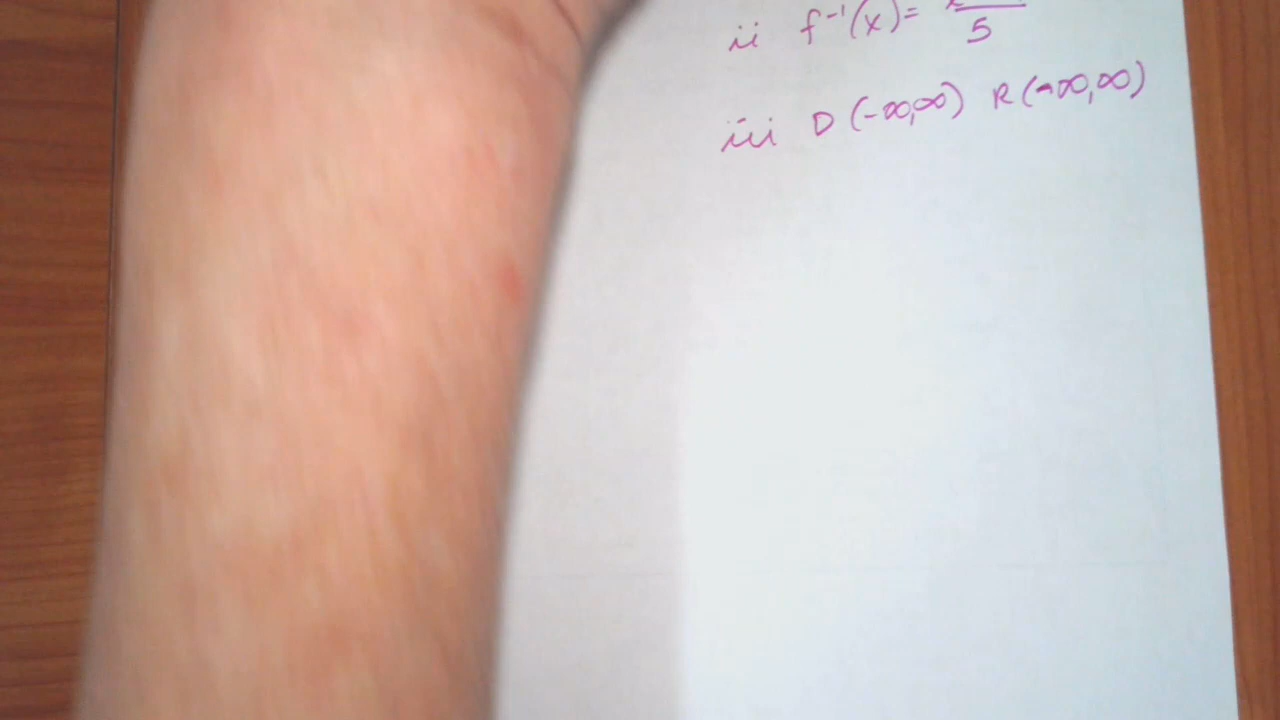 ii f⁻¹(x)= /5
iii D (-∞,∞) R (-∞,∞)